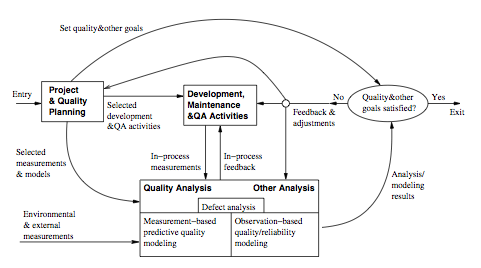 Set quality&other goals
Entry
Project
& Quality
Planning
Selected
development
&QA activities
Development,
Maintenance
&QA Activities
No
Feedback &
adjustments
Quality&other
goals satisfied?
Yes
Exit
Selected
measurements
& models
In−process
measurements
In−process
feedback
Analysis/
modeling
results
Quality Analysis
Other Analysis
Defect analysis
Environmental
& external
measurements
Measurement−based
predictive quality
modeling
Observation−based
quality/reliability
modeling